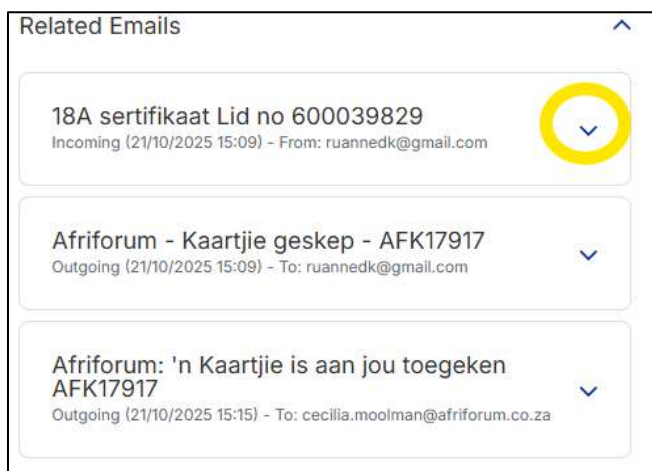 Related Emails
18A sertifikaat Lid no 600039829
Incoming (21/10/2025 15:09) - From: ruannedk@gmail.com
Afriforum - Kaartjie geskep - AFK17917
Outgoing (21/10/2025 15:09) - To: ruannedk@gmail.com
Afriforum: 'n Kaartjie is aan jou toegeken
AFK17917
Outgoing (21/10/2025 15:15) - To: cecilia.moolman@afriforum.co.za